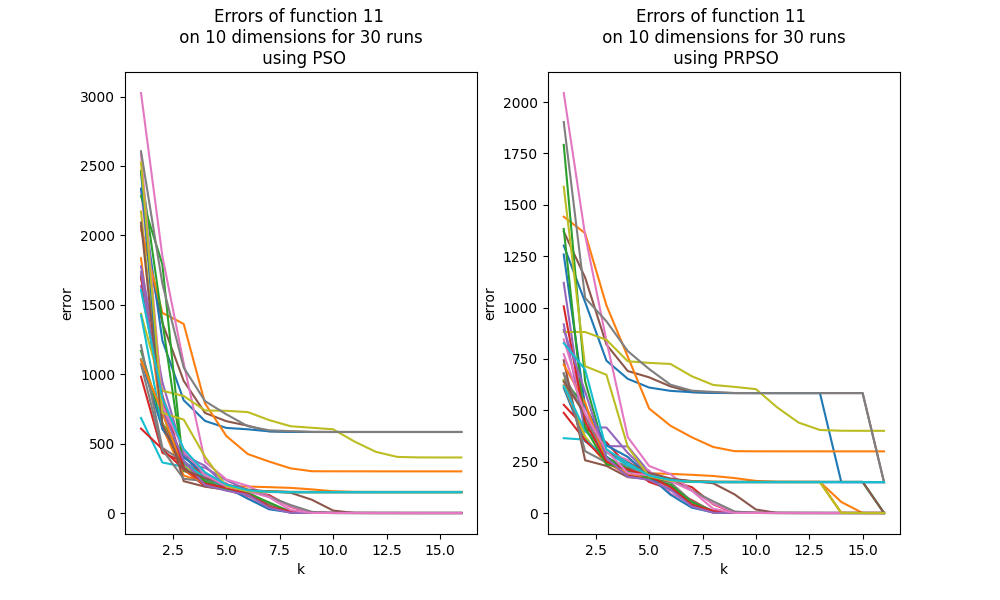 Errors of function 11
on 10 dimensions for 30 runs
using PSO
error
3000
2500
2000
1500
1000
500
0
2.5 5.0 7.5 10.0 12.5 15.0
k
Errors of function 11
on 10 dimensions for 30 runs
using PRPSO
error
2000
1750
1500
1250
1000
750
500
250
0
2.5 5.0 7.5 10.0 12.5 15.0
k